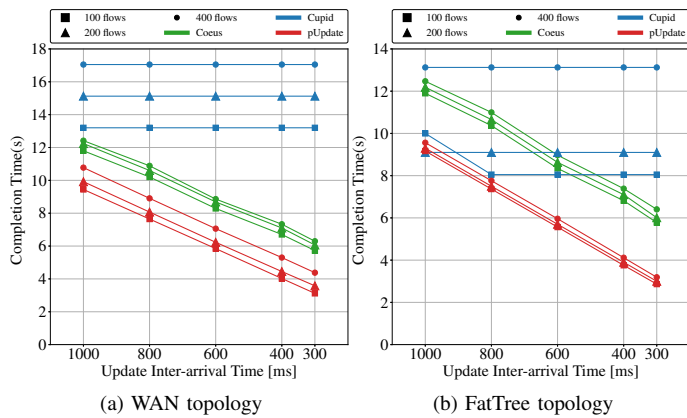 100 flows 400 flows Cupid
200 flows Coeus pUpdate
18
16
14
12
10
8
6
4
2
0
Completion Time(s)
1000 800 600 400 300
Update Inter-arrival Time [ms]
(a) WAN topology
100 flows 400 flows Cupid
200 flows Coeus pUpdate
14
12
10
8
6
4
2
0
Completion Time(s)
1000 800 600 400 300
Update Inter-arrival Time [ms]
(b) FatTree topology